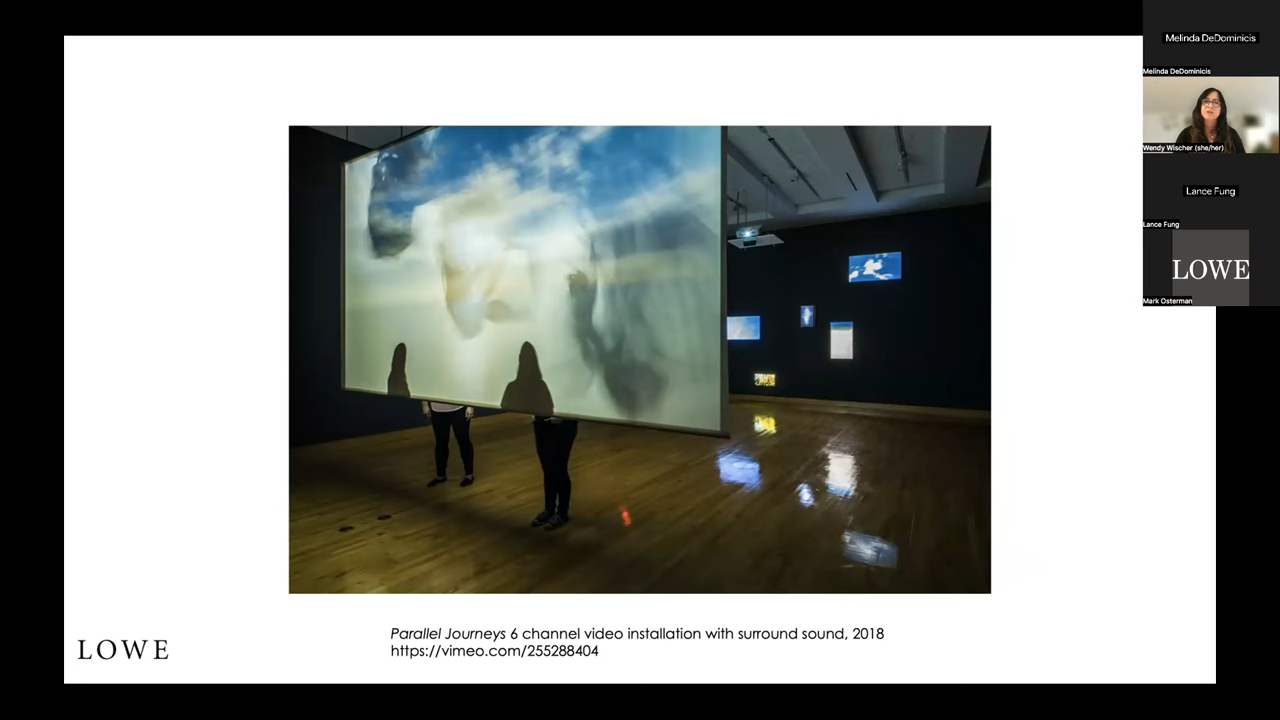 Melinda DeDominicis
Melinda DeDominicis
Wendy Wischer (she/her)
Lance Fung
Lance Fung
LOWE
Mark Osterman
Parallel Journeys 6 channel video installation with surround sound, 2018
https://vimeo.com/255288404
LOWE